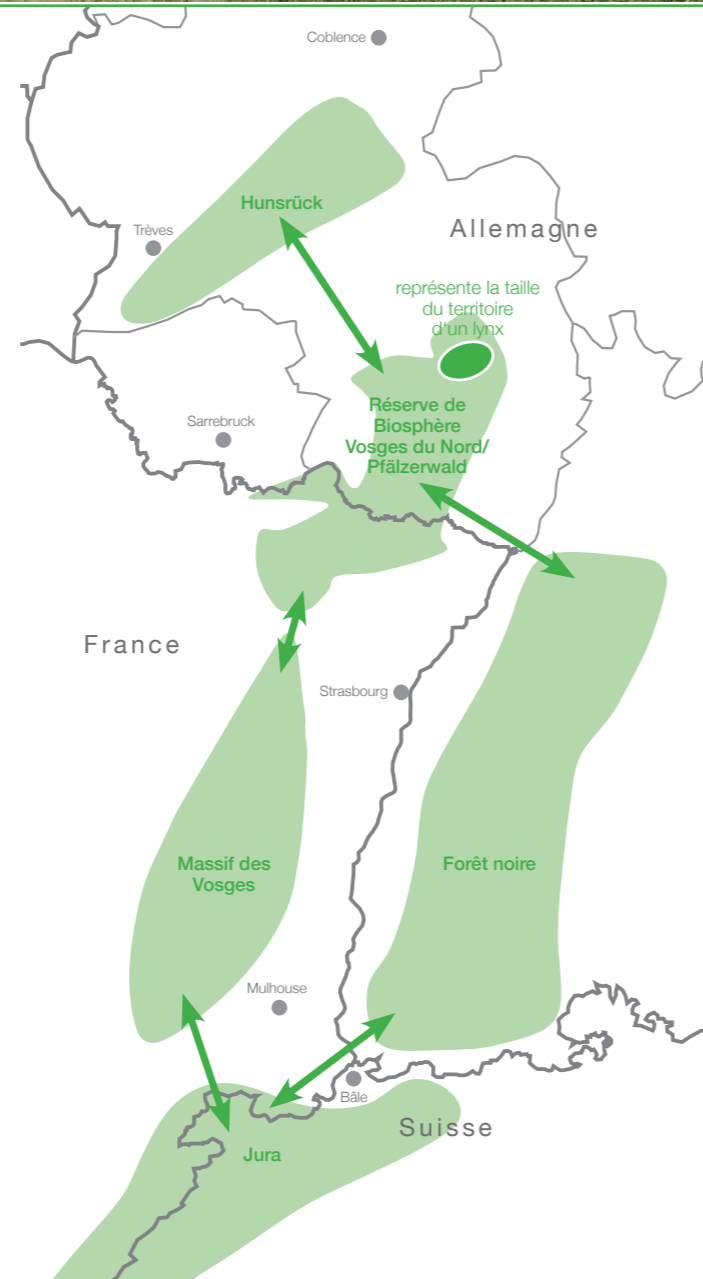 Coblence
Hunsrück
Allemagne
Trèves
représente la taille
du territoire
d'un lynx
Réserve de
Biosphère
Vosges du Nord/
Pfälzerwald
Sarrebruck
France
Strasbourg
Massif des
Vosges
Forêt noire
Mulhouse
Bâle
Suisse
Jura